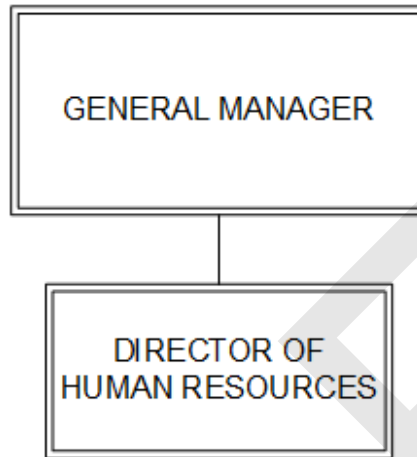 GENERAL MANAGER
DIRECTOR OF
HUMAN RESOURCES